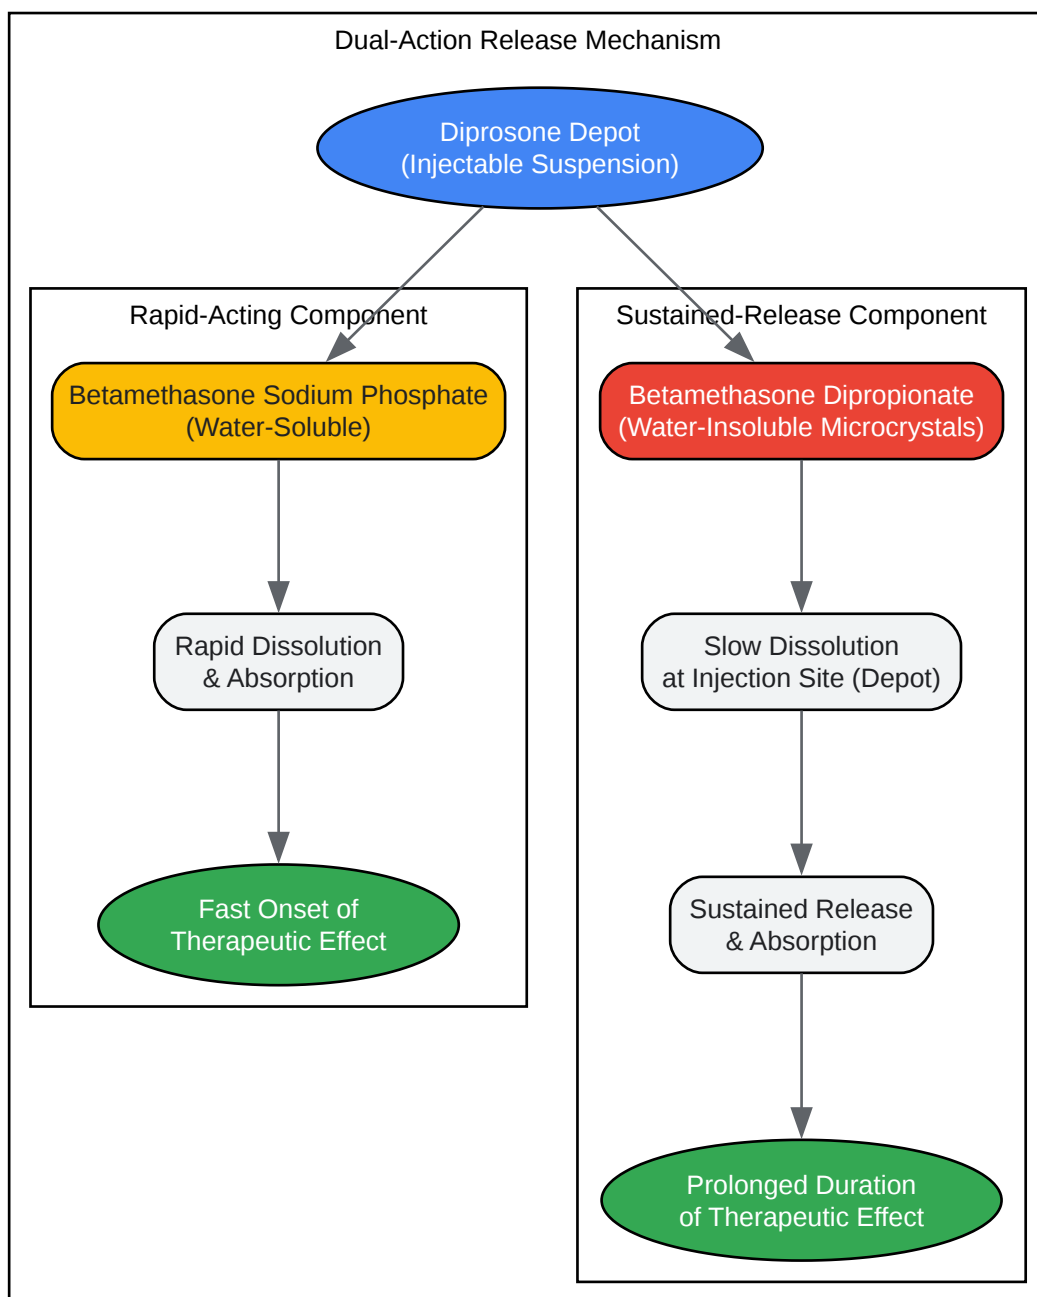 Dual-Action Release Mechanism
Diprosone Depot
(Injectable Suspension)
Rapid-Acting Component
Betamethasone Sodium Phosphate
(Water-Soluble)
Rapid Dissolution
& Absorption
Fast Onset of
Therapeutic Effect
Sustained-Release Component
Betamethasone Dipropionate
(Water-Insoluble Microcrystals)
Slow Dissolution
at Injection Site (Depot)
Sustained Release
& Absorption
Prolonged Duration
of Therapeutic Effect